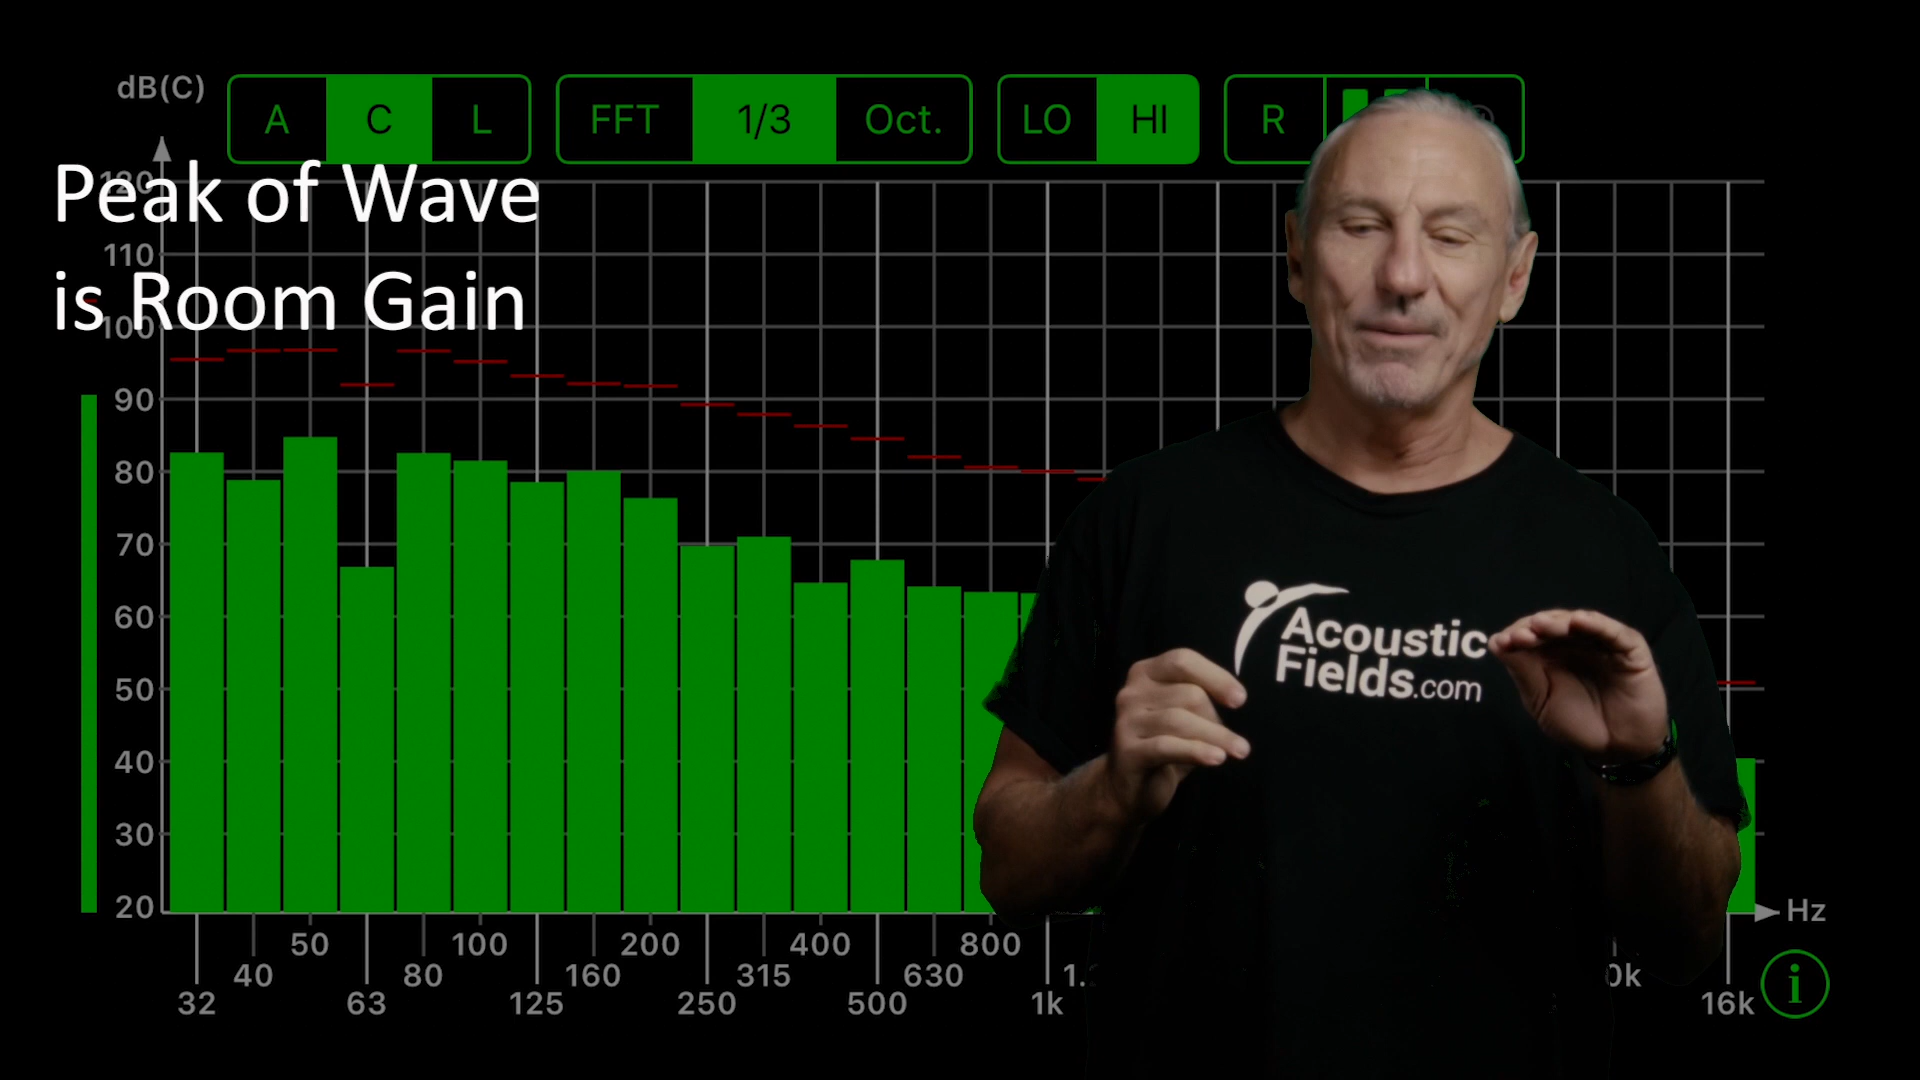 dB(C)
A C L FFT 1/3 Oct. LO HI R
Peak of Wave
is Room Gain
120
110
100
90
80
70
60
50
40
30
20
Hz
50 100 200 400 800
40 80 160 315 630
32 63 125 250 500 1k 16k
i
Acoustic
Fields.com